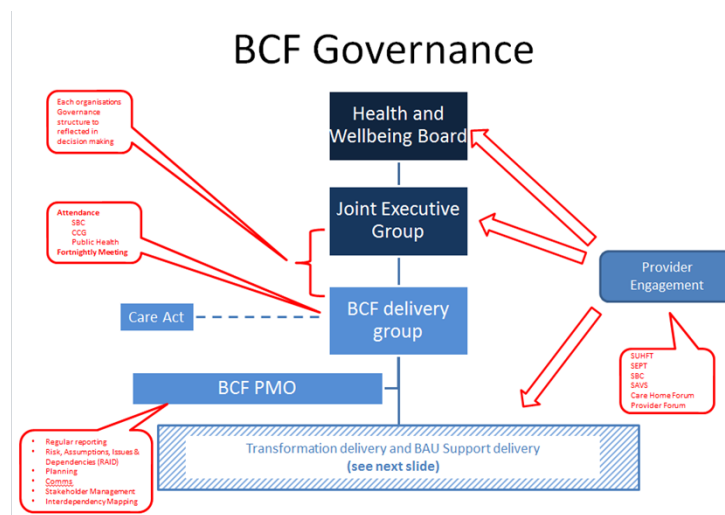 BCF Governance
Each organisations
Governance
structure to
reflected in
decision making
Health and
Wellbeing Board
Attendance
SBC
CCG
Public Health
Fortnightly Meeting
Joint Executive
Group
Provider
Engagement
Care Act
BCF delivery
group
SUHFT
SEPT
SBC
SAVS
Care Home Forum
Provider Forum
BCF PMO
• Regular reporting
• Risk, Assumptions, Issues &
Dependencies (RAID)
• Planning
• Comms
• Stakeholder Management
• Interdependency Mapping
Transformation delivery and BAU Support delivery
(see next slide)